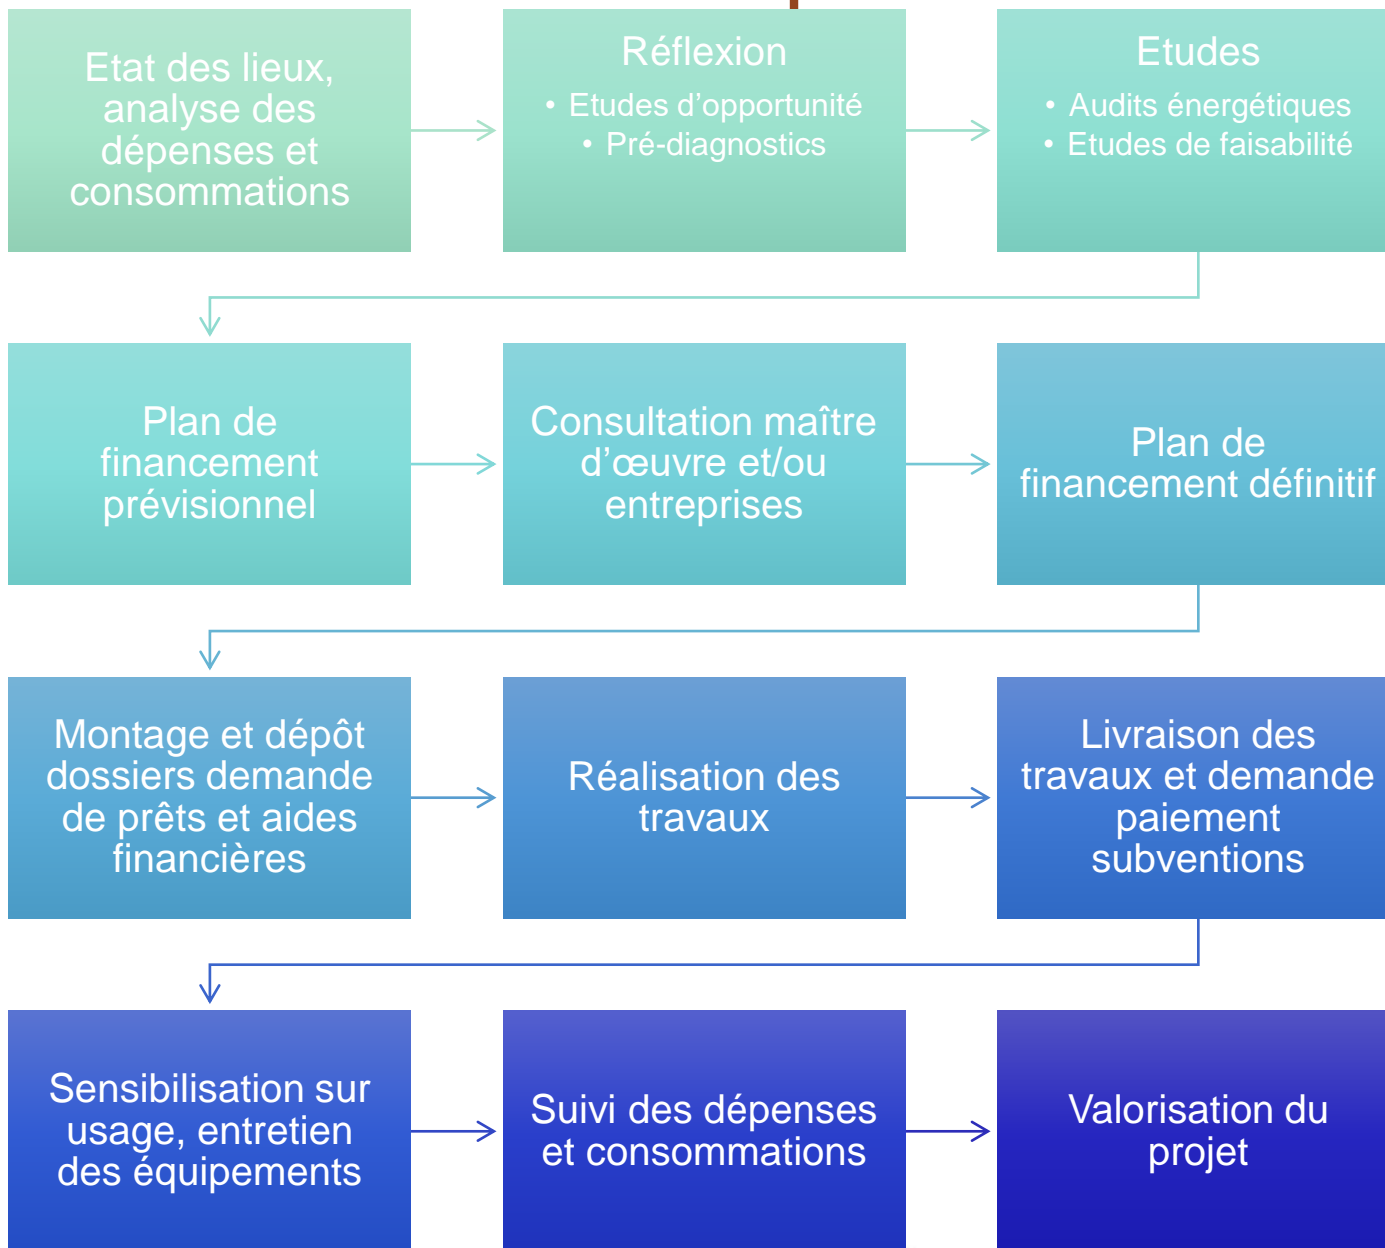 Etat des lieux,
analyse des
dépenses et
consommations
Réflexion
• Etudes d’opportunité
• Pré-diagnostics
Etudes
• Audits énergétiques
• Etudes de faisabilité
Plan de
financement
prévisionnel
Consultation maître
d’œuvre et/ou
entreprises
Plan de
financement définitif
Montage et dépôt
dossiers demande
de prêts et aides
financières
Réalisation des
travaux
Livraison des
travaux et demande
paiement
subventions
Sensibilisation sur
usage, entretien
des équipements
Suivi des dépenses
et consommations
Valorisation du
projet